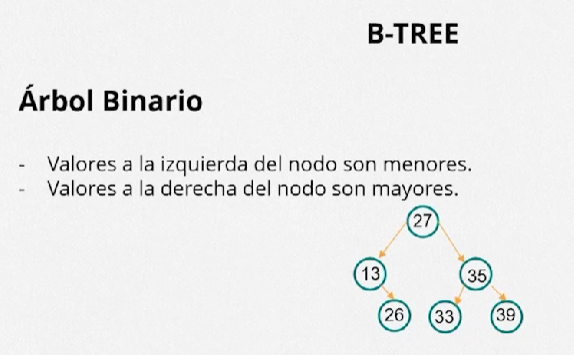 B-TREE
Árbol Binario
- Valores a la izquierda del nodo son menores.
- Valores a la derecha del nodo son mayores.
27
13 35
26 33 39